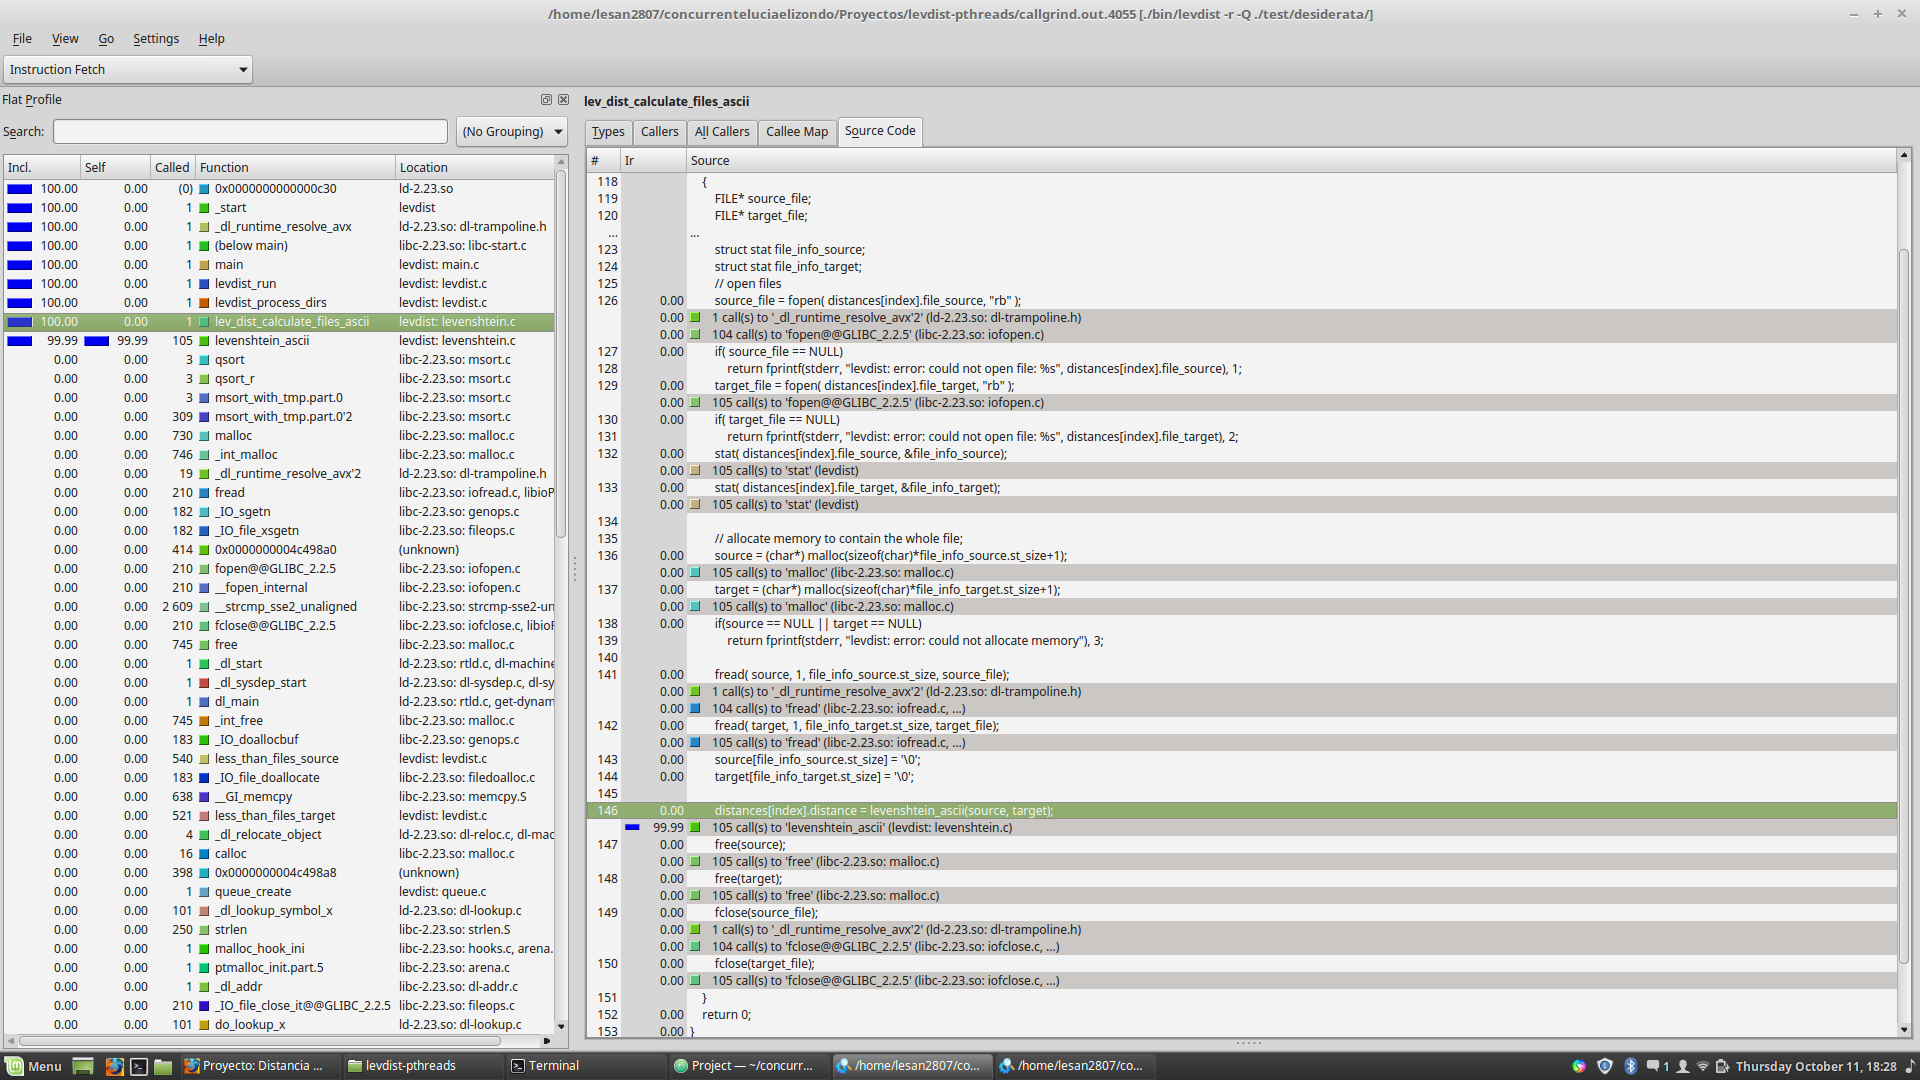 /home/lesan2807/concurrenteluciaelizondo/Proyectos/levdist-pthreads/callgrind.out.4055 [./bin/levdist -r -Q ./test/desiderata/]
File View Go Settings Help
Instruction Fetch
Flat Profile
Search: (No Grouping)
Incl. Self Called Function Location
100.00 0.00 (0) 0x0000000000000c30 ld-2.23.so
100.00 0.00 1 _start levdist
100.00 0.00 1 _dl_runtime_resolve_avx ld-2.23.so: dl-trampoline.h
100.00 0.00 1 (below main) libc-2.23.so: libc-start.c
100.00 0.00 1 main levdist: main.c
100.00 0.00 1 levdist_run levdist: levdist.c
100.00 0.00 1 levdist_process_dirs levdist: levdist.c
100.00 0.00 1 lev_dist_calculate_files_ascii levdist: levenshtein.c
99.99 99.99 105 levenshtein_ascii levdist: levenshtein.c
0.00 0.00 3 qsort libc-2.23.so: msort.c
0.00 0.00 3 qsort_r libc-2.23.so: msort.c
0.00 0.00 3 msort_with_tmp.part.0 libc-2.23.so: msort.c
0.00 0.00 309 msort_with_tmp.part.0'2 libc-2.23.so: msort.c
0.00 0.00 730 malloc libc-2.23.so: malloc.c
0.00 0.00 746 _int_malloc libc-2.23.so: malloc.c
0.00 0.00 19 _dl_runtime_resolve_avx'2 ld-2.23.so: dl-trampoline.h
0.00 0.00 210 fread libc-2.23.so: iofread.c, libioP
0.00 0.00 182 _IO_sgetn libc-2.23.so: genops.c
0.00 0.00 182 _IO_file_xsgetn libc-2.23.so: fileops.c
0.00 0.00 414 0x0000000004c498a0 (unknown)
0.00 0.00 210 fopen@@GLIBC_2.2.5 libc-2.23.so: iofopen.c
0.00 0.00 210 __fopen_internal libc-2.23.so: iofopen.c
0.00 0.00 2 609 __strcmp_sse2_unaligned libc-2.23.so: strcmp-sse2-un
0.00 0.00 210 fclose@@GLIBC_2.2.5 libc-2.23.so: iofclose.c, libioP
0.00 0.00 745 free libc-2.23.so: malloc.c
0.00 0.00 1 _dl_start ld-2.23.so: rtld.c, dl-machine
0.00 0.00 1 _dl_sysdep_start ld-2.23.so: dl-sysdep.c, dl-sy
0.00 0.00 1 dl_main ld-2.23.so: rtld.c, get-dynam
0.00 0.00 745 _int_free libc-2.23.so: malloc.c
0.00 0.00 183 _IO_doallocbuf libc-2.23.so: genops.c
0.00 0.00 540 less_than_files_source levdist: levdist.c
0.00 0.00 183 _IO_file_doallocate libc-2.23.so: filedoalloc.c
0.00 0.00 638 __GI_memcpy libc-2.23.so: memcpy.S
0.00 0.00 521 less_than_files_target levdist: levdist.c
0.00 0.00 4 _dl_relocate_object ld-2.23.so: dl-reloc.c, dl-mac
0.00 0.00 16 calloc libc-2.23.so: malloc.c
0.00 0.00 398 0x0000000004c498a8 (unknown)
0.00 0.00 1 queue_create levdist: queue.c
0.00 0.00 101 _dl_lookup_symbol_x ld-2.23.so: dl-lookup.c
0.00 0.00 250 strlen libc-2.23.so: strlen.S
0.00 0.00 1 malloc_hook_ini libc-2.23.so: hooks.c, arena.
0.00 0.00 1 ptmalloc_init.part.5 libc-2.23.so: arena.c
0.00 0.00 1 _dl_addr libc-2.23.so: dl-addr.c
0.00 0.00 210 _IO_file_close_it@@GLIBC_2.2.5 libc-2.23.so: fileops.c
0.00 0.00 101 do_lookup_x ld-2.23.so: dl-lookup.c
lev_dist_calculate_files_ascii
Types Callers All Callers Callee Map Source Code
# Ir Source
118 {
119 FILE* source_file;
120 FILE* target_file;
... ...
123 struct stat file_info_source;
124 struct stat file_info_target;
125 // open files
126 0.00 source_file = fopen( distances[index].file_source, "rb" );
0.00 1 call(s) to '_dl_runtime_resolve_avx'2' (ld-2.23.so: dl-trampoline.h)
0.00 104 call(s) to 'fopen@@GLIBC_2.2.5' (libc-2.23.so: iofopen.c)
127 0.00 if( source_file == NULL)
128 return fprintf(stderr, "levdist: error: could not open file: %s", distances[index].file_source), 1;
129 0.00 target_file = fopen( distances[index].file_target, "rb" );
0.00 105 call(s) to 'fopen@@GLIBC_2.2.5' (libc-2.23.so: iofopen.c)
130 0.00 if( target_file == NULL)
131 return fprintf(stderr, "levdist: error: could not open file: %s", distances[index].file_target), 2;
132 0.00 stat( distances[index].file_source, &file_info_source);
0.00 105 call(s) to 'stat' (levdist)
133 0.00 stat( distances[index].file_target, &file_info_target);
0.00 105 call(s) to 'stat' (levdist)
134
135 // allocate memory to contain the whole file;
136 0.00 source = (char*) malloc(sizeof(char)*file_info_source.st_size+1);
0.00 105 call(s) to 'malloc' (libc-2.23.so: malloc.c)
137 0.00 target = (char*) malloc(sizeof(char)*file_info_target.st_size+1);
0.00 105 call(s) to 'malloc' (libc-2.23.so: malloc.c)
138 0.00 if(source == NULL || target == NULL)
139 return fprintf(stderr, "levdist: error: could not allocate memory"), 3;
140
141 0.00 fread( source, 1, file_info_source.st_size, source_file);
0.00 1 call(s) to '_dl_runtime_resolve_avx'2' (ld-2.23.so: dl-trampoline.h)
0.00 104 call(s) to 'fread' (libc-2.23.so: iofread.c, ...)
142 0.00 fread( target, 1, file_info_target.st_size, target_file);
0.00 105 call(s) to 'fread' (libc-2.23.so: iofread.c, ...)
143 0.00 source[file_info_source.st_size] = '\0';
144 0.00 target[file_info_target.st_size] = '\0';
145
146 0.00 distances[index].distance = levenshtein_ascii(source, target);
99.99 105 call(s) to 'levenshtein_ascii' (levdist: levenshtein.c)
147 0.00 free(source);
0.00 105 call(s) to 'free' (libc-2.23.so: malloc.c)
148 0.00 free(target);
0.00 105 call(s) to 'free' (libc-2.23.so: malloc.c)
149 0.00 fclose(source_file);
0.00 1 call(s) to '_dl_runtime_resolve_avx'2' (ld-2.23.so: dl-trampoline.h)
0.00 104 call(s) to 'fclose@@GLIBC_2.2.5' (libc-2.23.so: iofclose.c, ...)
150 0.00 fclose(target_file);
0.00 105 call(s) to 'fclose@@GLIBC_2.2.5' (libc-2.23.so: iofclose.c, ...)
151 }
152 0.00 return 0;
153 0.00 }
Menu Proyecto: Distancia ... levdist-pthreads Terminal Project — ~/concurr... /home/lesan2807/co... /home/lesan2807/co... 1 Thursday October 11, 18:28